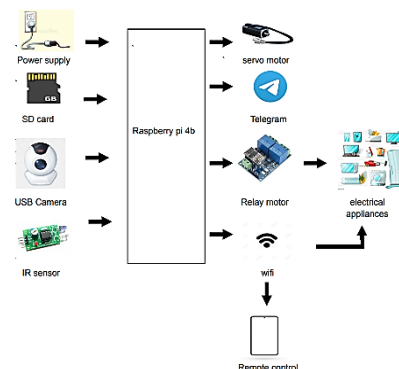 Power supply
servo motor
GB
SD card
Telegram
Raspberry pi 4b
USB Camera
Relay motor
electrical
appliances
IR sensor
wifi
Remote control